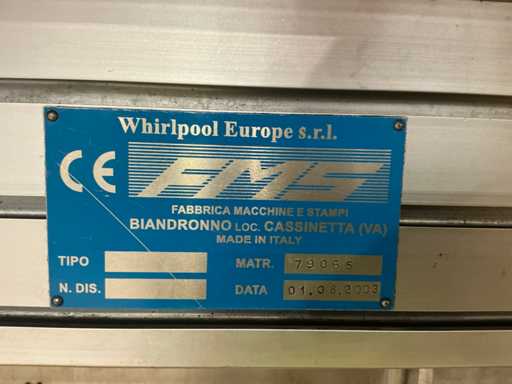 Whirlpool Europe s.r.l.
CE FMS
FABBRICA MACCHINE E STAMPI
BIANDRONNO LOC. CASSINETTA (VA)
MADE IN ITALY
TIPO MATR. 79065
N. DIS. DATA 01.08.2003